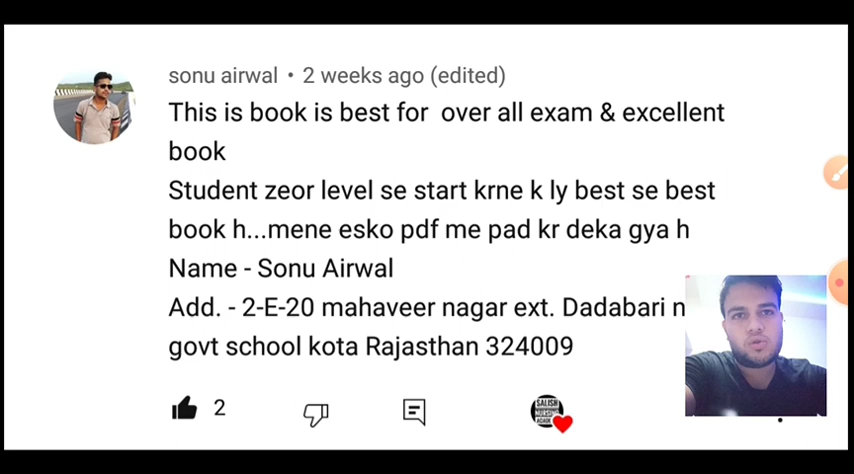 sonu airwal • 2 weeks ago (edited)
This is book is best for over all exam & excellent
book
Student zeor level se start krne k ly best se best
book h...mene esko pdf me pad kr deka gya h
Name - Sonu Airwal
Add. - 2-E-20 mahaveer nagar ext. Dadabari n
govt school kota Rajasthan 324009
2
SALISH
NURSING